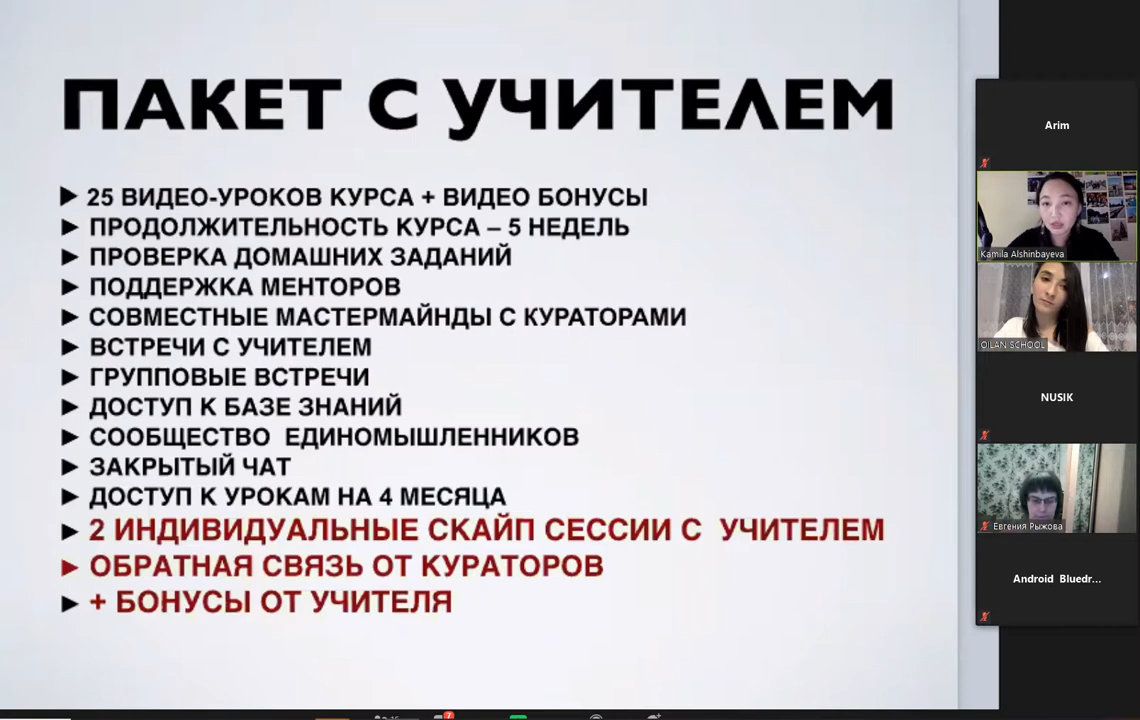 ПАКЕТ С УЧИТЕЛЕМ
25 ВИДЕО-УРОКОВ КУРСА + ВИДЕО БОНУСЫ
ПРОДОЛЖИТЕЛЬНОСТЬ КУРСА – 5 НЕДЕЛЬ
ПРОВЕРКА ДОМАШНИХ ЗАДАНИЙ
ПОДДЕРЖКА МЕНТОРОВ
СОВМЕСТНЫЕ МАСТЕРМАЙНДЫ С КУРАТОРАМИ
ВСТРЕЧИ С УЧИТЕЛЕМ
ГРУППОВЫЕ ВСТРЕЧИ
ДОСТУП К БАЗЕ ЗНАНИЙ
СООБЩЕСТВО ЕДИНОМЫШЛЕННИКОВ
ЗАКРЫТЫЙ ЧАТ
ДОСТУП К УРОКАМ НА 4 МЕСЯЦА
2 ИНДИВИДУАЛЬНЫЕ СКАЙП СЕССИИ С УЧИТЕЛЕМ
ОБРАТНАЯ СВЯЗЬ ОТ КУРАТОРОВ
+ БОНУСЫ ОТ УЧИТЕЛЯ
Arim
Kamila Alshinbayeva
OILAN SCHOOL
NUSIK
Евгения Рыжова
Android Bluedr...
7